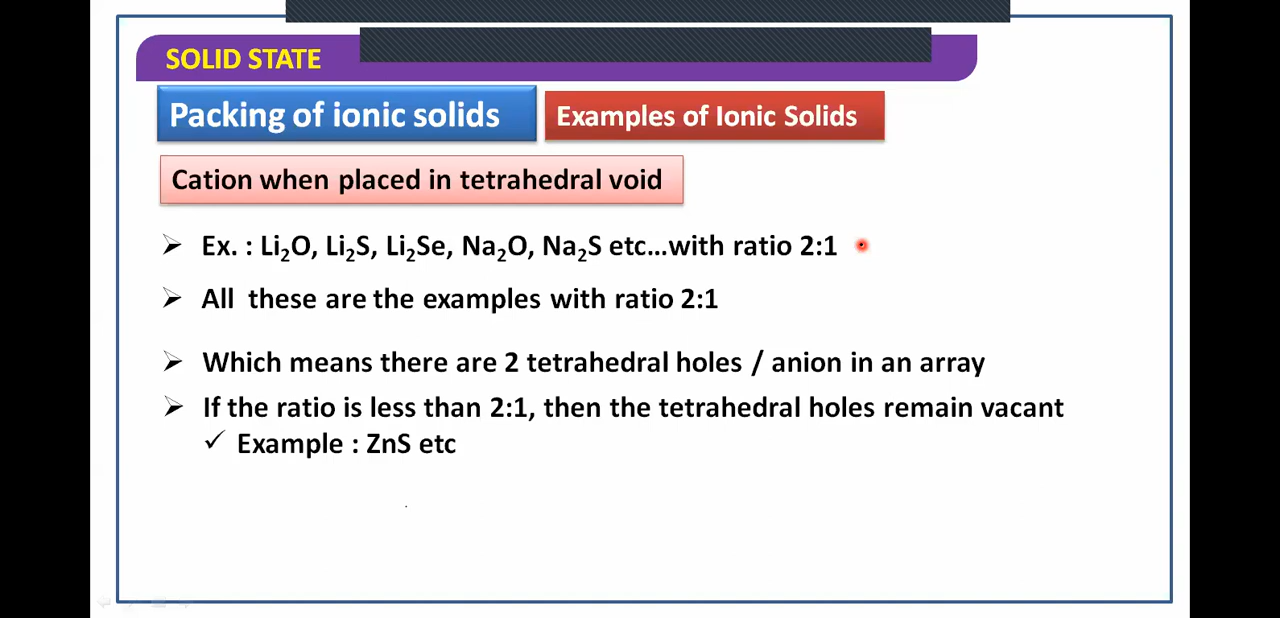 SOLID STATE
Packing of ionic solids
Examples of Ionic Solids
Cation when placed in tetrahedral void
➢ Ex. : Li₂O, Li₂S, Li₂Se, Na₂O, Na₂S etc...with ratio 2:1
➢ All these are the examples with ratio 2:1
➢ Which means there are 2 tetrahedral holes / anion in an array
➢ If the ratio is less than 2:1, then the tetrahedral holes remain vacant
✓ Example : ZnS etc